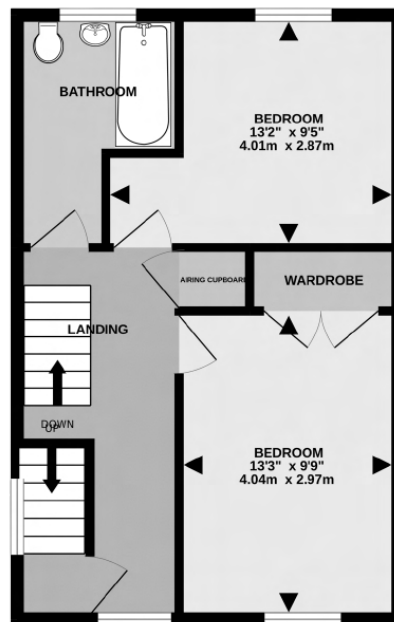 BATHROOM
BEDROOM
13'2" x 9'5"
4.01m x 2.87m
AIRING CUPBOARD
WARDROBE
LANDING
DOWN
UP
BEDROOM
13'3" x 9'9"
4.04m x 2.97m